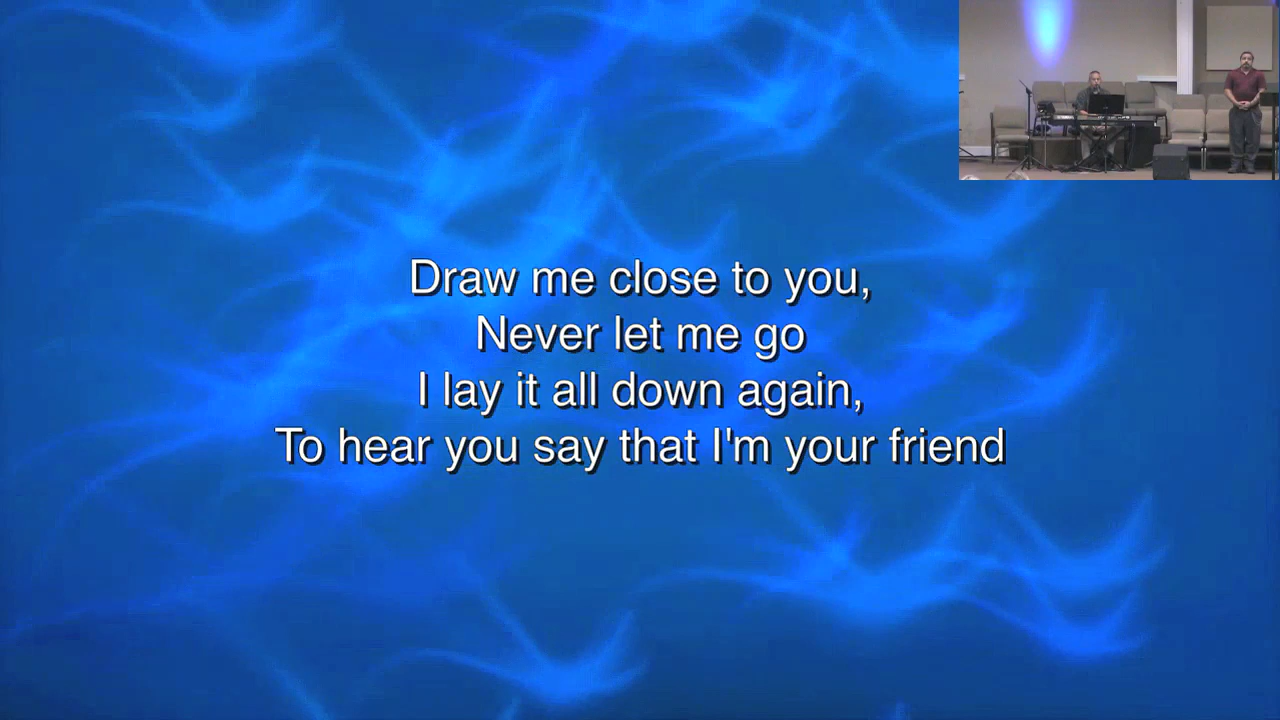 Draw me close to you,
Never let me go
I lay it all down again,
To hear you say that I'm your friend